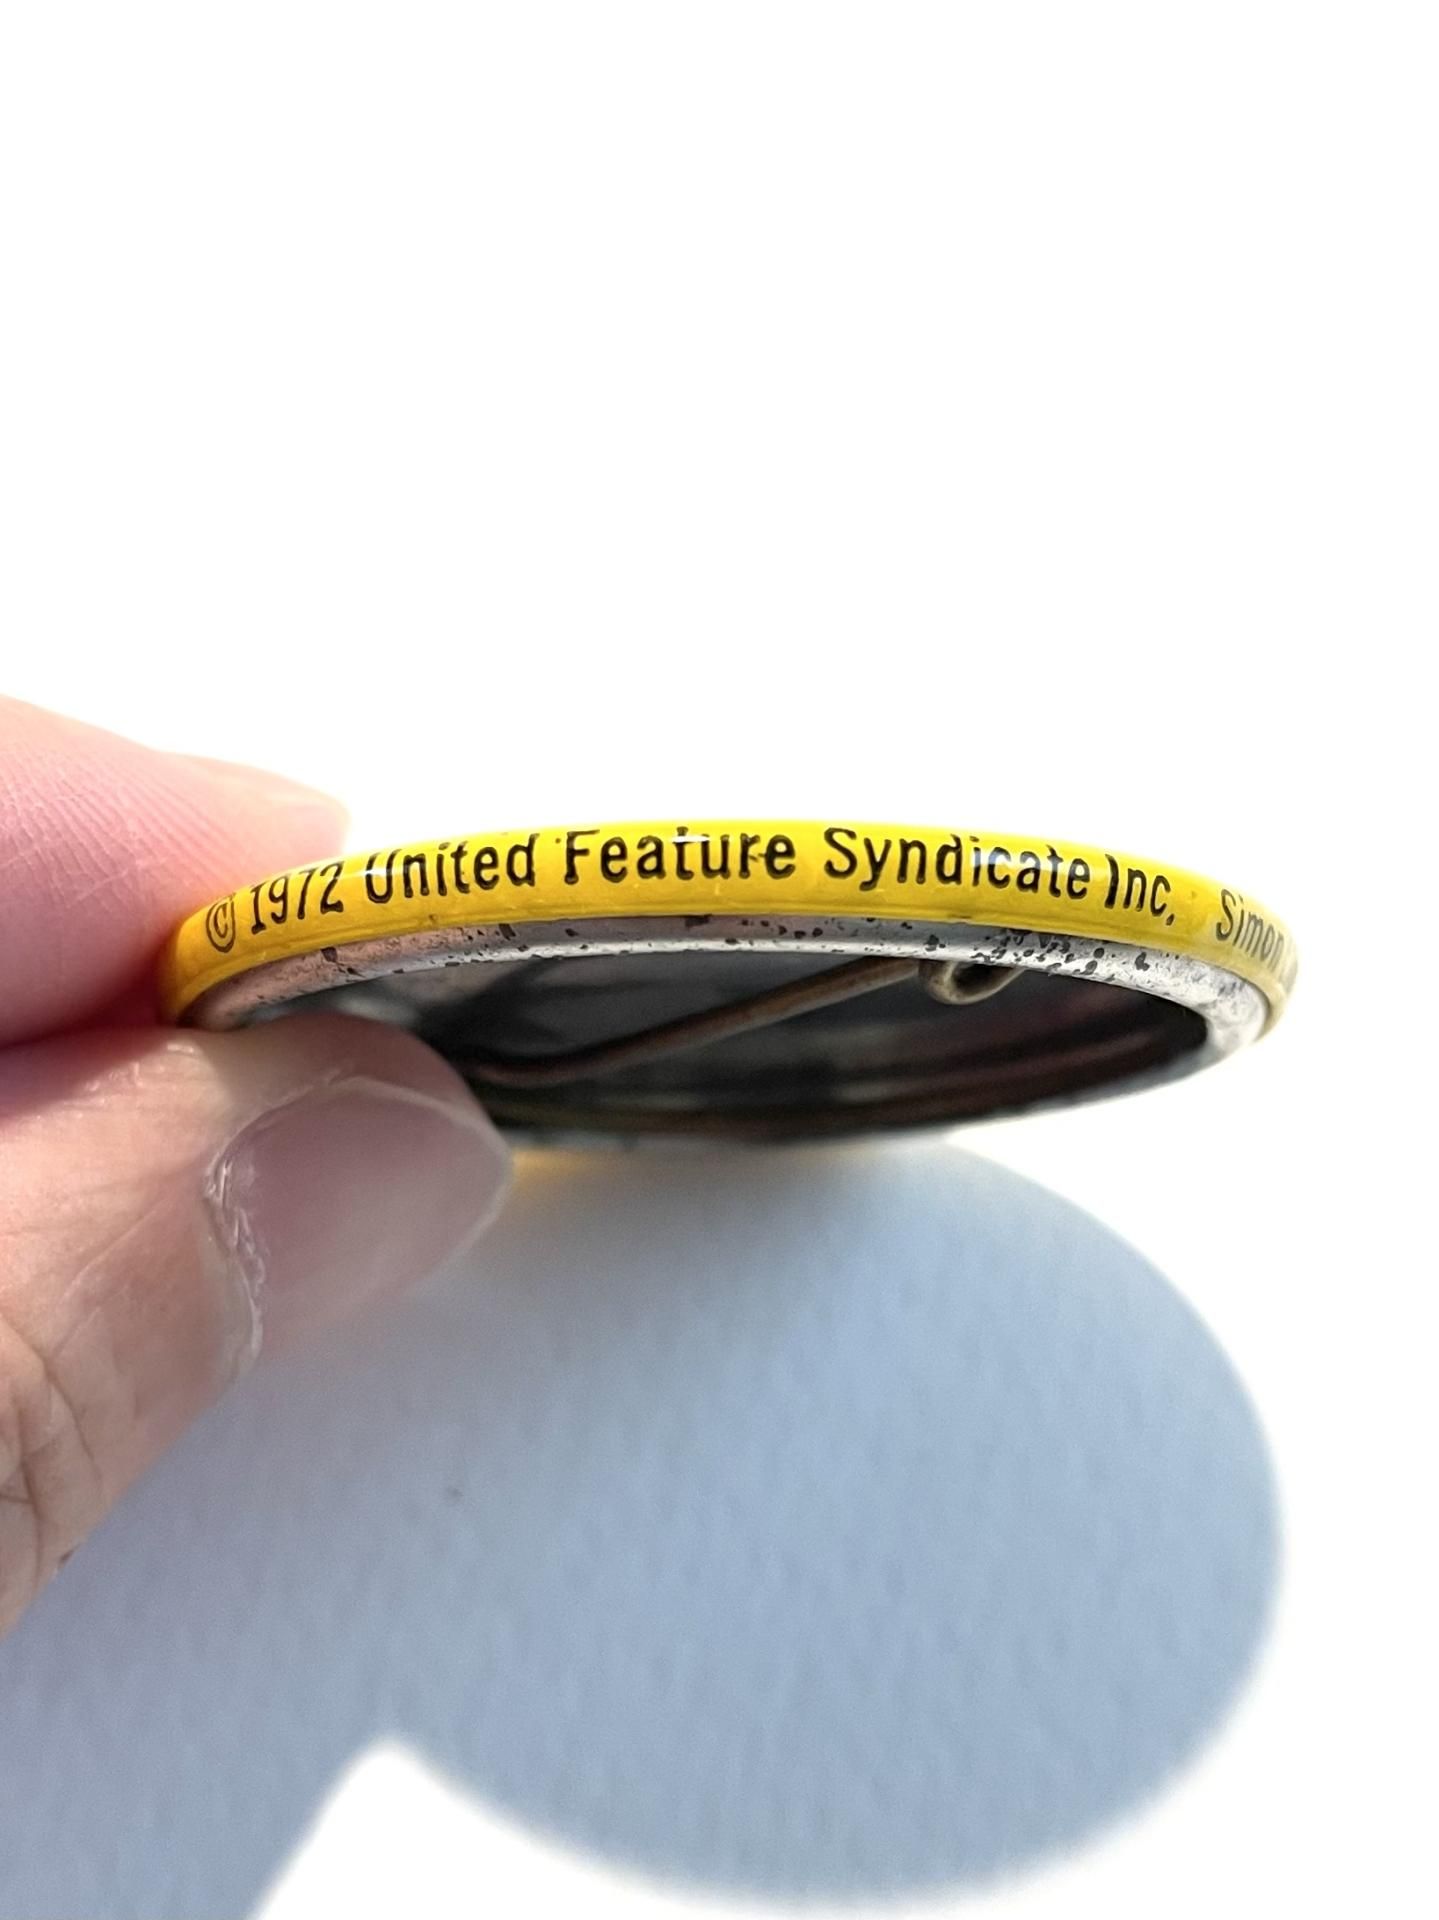 © 1972 United Feature Syndicate Inc, Simon